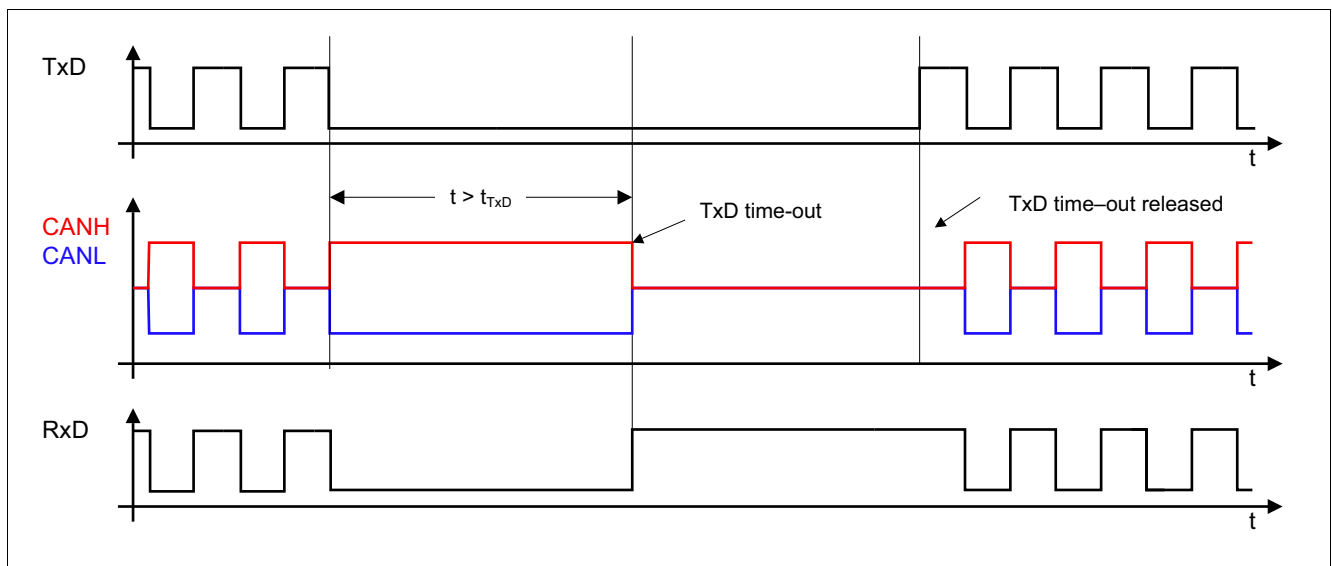 TxD
t
t > tTxD
TxD time-out
TxD time–out released
CANH
CANL
t
RxD
t